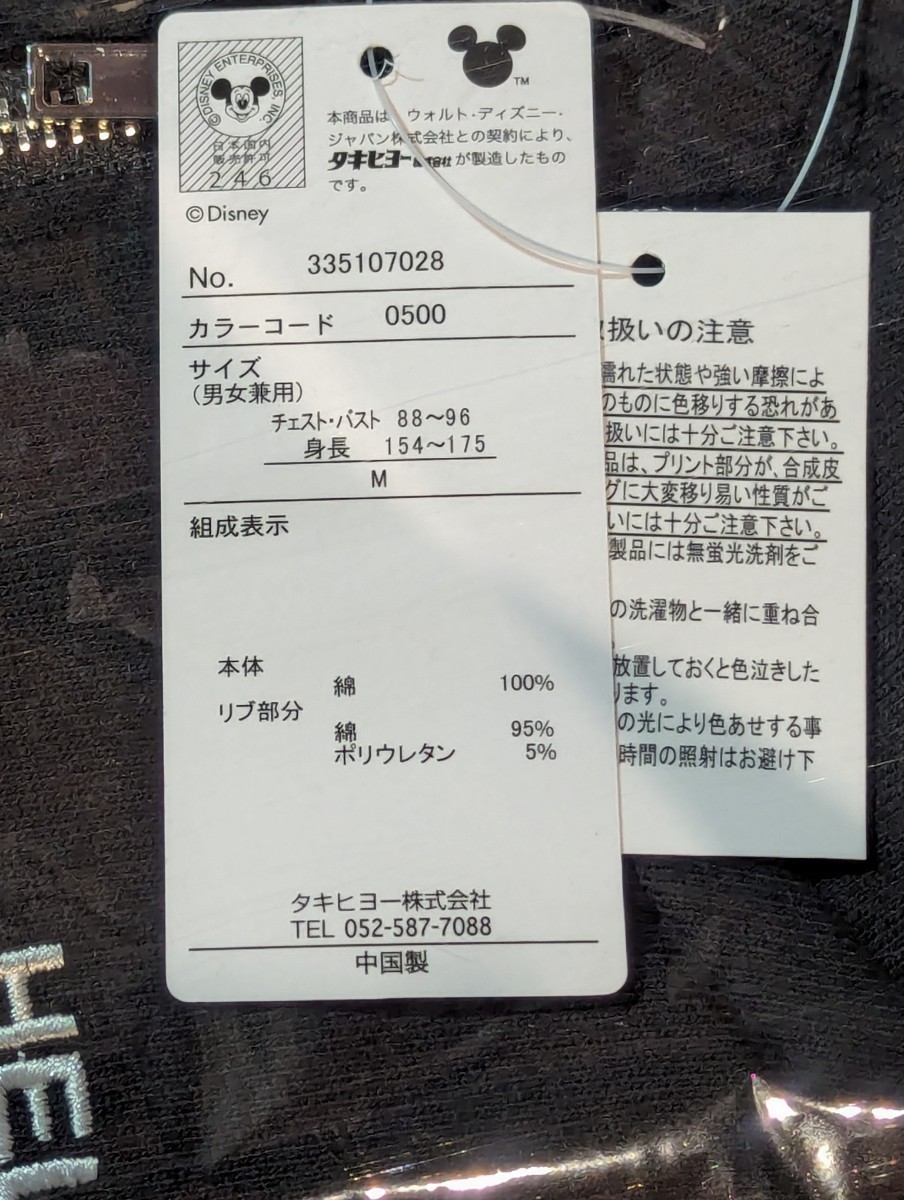 ©DISNEY ENTERPRISES, INC.
日本国内
販売許可
246
©Disney
TM
本商品は、ウォルト・ディズニー・
ジャパン株式会社との契約により、
タキヒヨー株式会社が製造したもの
です。
No. 335107028
カラーコード 0500
サイズ
(男女兼用)
チェスト・バスト 88〜96
身長 154〜175
M
組成表示
本体
綿 100%
リブ部分
綿 95%
ポリウレタン 5%
タキヒヨー株式会社
TEL 052-587-7088
中国製
扱いの注意
濡れた状態や強い摩擦によ
のものに色移りする恐れがあ
扱いには十分ご注意下さい。
品は、プリント部分が、合成皮
グに大変移り易い性質がご
いには十分ご注意下さい。
製品には無蛍光洗剤をご
の洗濯物と一緒に重ね合
放置しておくと色泣きした
ります。
の光により色あせする事
時間の照射はお避け下
HE